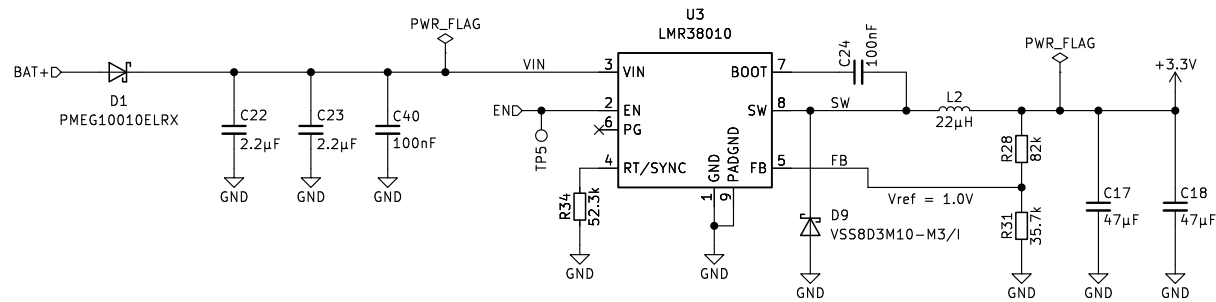 U3
LMR38010
PWR_FLAG
PWR_FLAG
C24
100nF
BAT+
VIN
3
VIN
BOOT
7
+3.3V
D1
PMEG10010ELRX
C22
2.2µF
C23
2.2µF
C40
100nF
END
2
EN
SW
8
SW
L2
22µH
6
PG
TP5
4
RT/SYNC
GND
PADGND
FB
5
FB
R28
82k
GND
GND
GND
R34
52.3k
1
9
Vref = 1.0V
D9
VSS8D3M10-M3/I
R31
35.7k
C17
47µF
C18
47µF
GND
GND
GND
GND
GND
GND